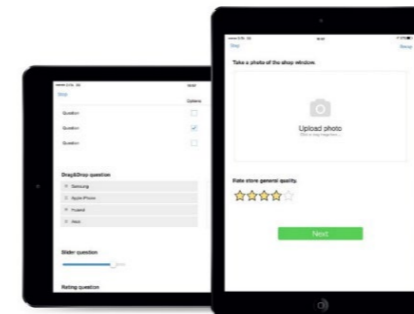 Options
Question
Question
Question
Drag&Drop question
Samsung
Apple iPhone
Huawei
Slider question
Rating question
Take a photo of the shop window.
Upload photo
Rate store general quality.
Next